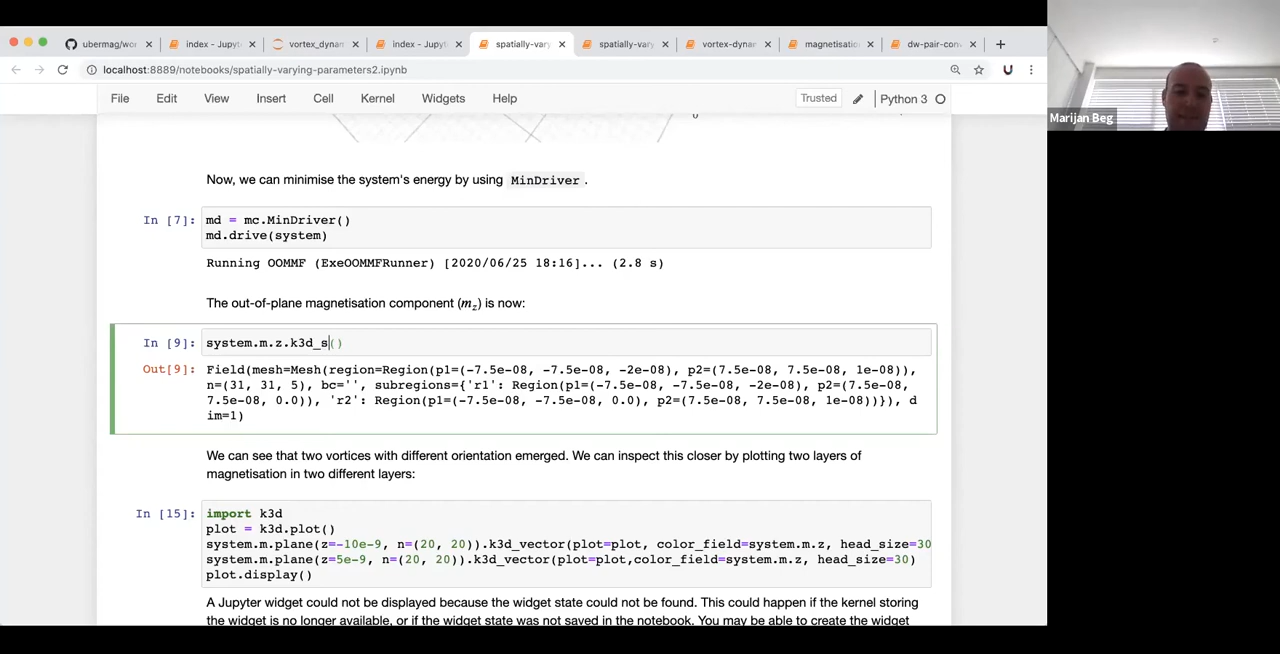 ubermag/wor
index - Jupyt
vortex_dynam
index - Jupyt
spatially-vary
spatially-vary
vortex-dynan
magnetisatio
dw-pair-con
localhost:8889/notebooks/spatially-varying-parameters2.ipynb
File Edit View Insert Cell Kernel Widgets Help
Trusted
Python 3
Marijan Beg
0
Now, we can minimise the system's energy by using MinDriver .
In [7]: md = mc.MinDriver()
md.drive(system)
Running OOMMF (ExeOOMMFRunner) [2020/06/25 18:16]... (2.8 s)
The out-of-plane magnetisation component (mz) is now:
In [9]: system.m.z.k3d_s()
Out[9]: Field(mesh=Mesh(region=Region(p1=(-7.5e-08, -7.5e-08, -2e-08), p2=(7.5e-08, 7.5e-08, 1e-08)),
n=(31, 31, 5), bc='', subregions={'r1': Region(p1=(-7.5e-08, -7.5e-08, -2e-08), p2=(7.5e-08,
7.5e-08, 0.0)), 'r2': Region(p1=(-7.5e-08, -7.5e-08, 0.0), p2=(7.5e-08, 7.5e-08, 1e-08))}), d
im=1)
We can see that two vortices with different orientation emerged. We can inspect this closer by plotting two layers of
magnetisation in two different layers:
In [15]: import k3d
plot = k3d.plot()
system.m.plane(z=-10e-9, n=(20, 20)).k3d_vector(plot=plot, color_field=system.m.z, head_size=30
system.m.plane(z=5e-9, n=(20, 20)).k3d_vector(plot=plot,color_field=system.m.z, head_size=30)
plot.display()
A Jupyter widget could not be displayed because the widget state could not be found. This could happen if the kernel storing
the widget is no longer available, or if the widget state was not saved in the notebook. You may be able to create the widget